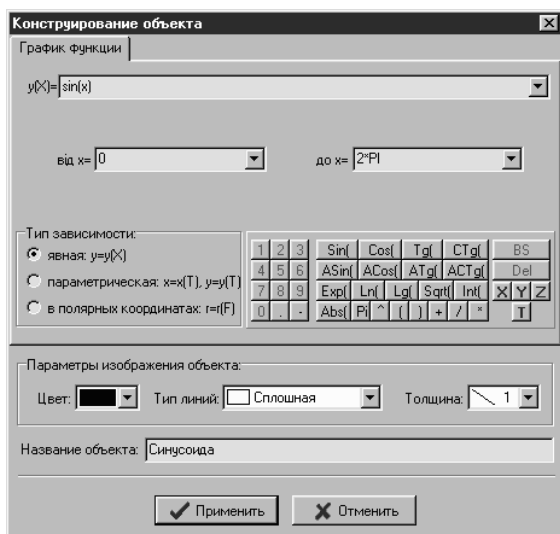 Конструирование объекта
График функции
y(X)= sin(x)
від x= 0 до x= 2*PI
Тип зависимости:
явная: y=y(X)
параметрическая: x=x(T), y=y(T)
в полярных координатах: r=r(F)
1 2 3 Sin( Cos( Tg( CTg( BS
4 5 6 ASin( ACos( ATg( ACTg( Del
7 8 9 Exp( Ln( Lg( Sqrt( Int( X Y Z
0 . - Abs( Pi ^ ( ) + / * T
Параметры изображения объекта:
Цвет: Тип линий: Сплошная Толщина: 1
Название объекта: Синусоида
Применить Отменить